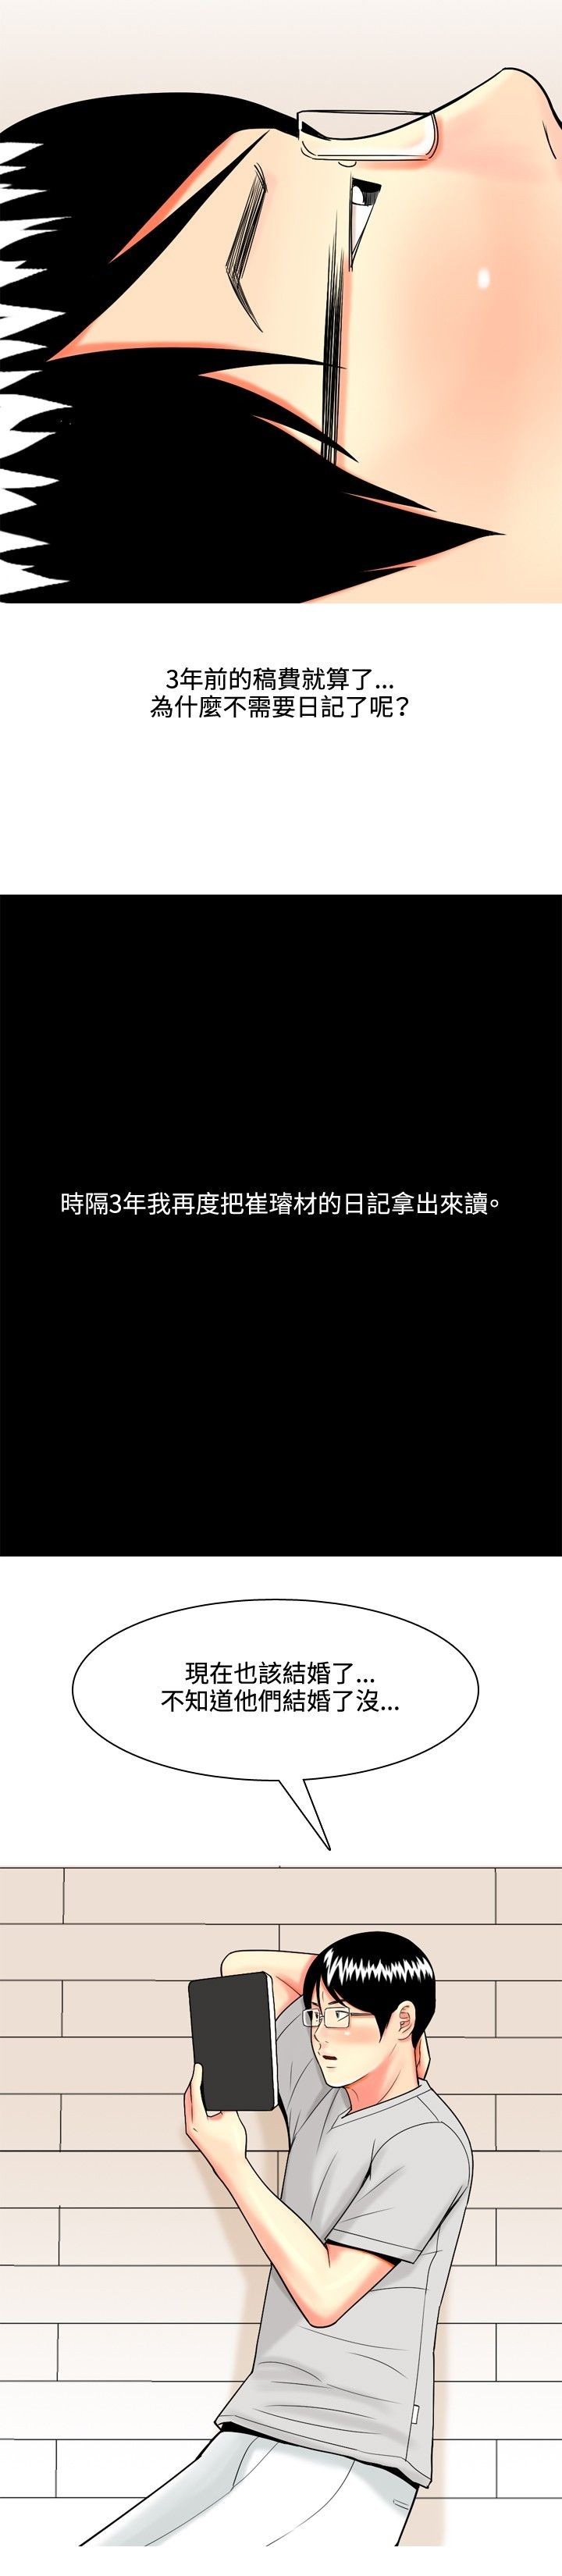 3年前的稿費就算了...
為什麼不需要日記了呢？
時隔3年我再度把崔璿材的日記拿出來讀。
現在也該結婚了...
不知道他們結婚了沒...